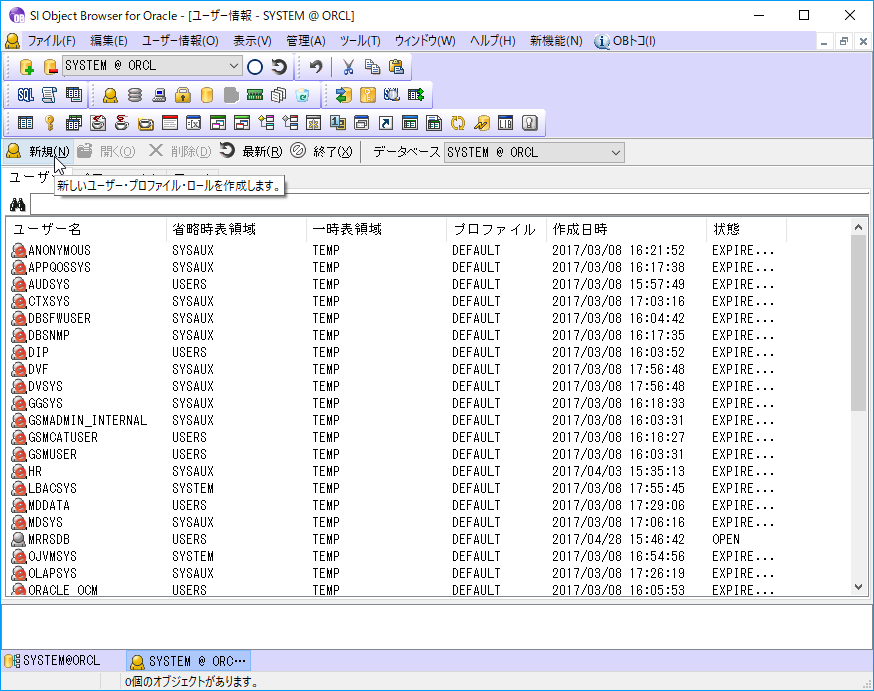 SI Object Browser for Oracle - [ユーザー情報 - SYSTEM @ ORCL]
ファイル(F) 編集(E) ユーザー情報(O) 表示(V) 管理(A) ツール(T) ウィンドウ(W) ヘルプ(H) 新機能(N) OBトコ(I)
SYSTEM @ ORCL
SQL
LIB
新規(N) 開く(O) 削除(D) 最新(R) 終了(X) データベース SYSTEM @ ORCL
ユーザー
新しいユーザー・プロファイル・ロールを作成します。
ユーザー名 省略時表領域 一時表領域 プロファイル 作成日時 状態
ANONYMOUS SYSAUX TEMP DEFAULT 2017/03/08 16:21:52 EXPIRE...
APPQOSSYS SYSAUX TEMP DEFAULT 2017/03/08 16:17:38 EXPIRE...
AUDSYS USERS TEMP DEFAULT 2017/03/08 15:57:49 EXPIRE...
CTXSYS SYSAUX TEMP DEFAULT 2017/03/08 17:03:16 EXPIRE...
DBSFWUSER SYSAUX TEMP DEFAULT 2017/03/08 16:04:42 EXPIRE...
DBSNMP SYSAUX TEMP DEFAULT 2017/03/08 16:17:35 EXPIRE...
DIP USERS TEMP DEFAULT 2017/03/08 16:03:52 EXPIRE...
DVF SYSAUX TEMP DEFAULT 2017/03/08 17:56:48 EXPIRE...
DVSYS SYSAUX TEMP DEFAULT 2017/03/08 17:56:48 EXPIRE...
GGSYS SYSAUX TEMP DEFAULT 2017/03/08 16:18:33 EXPIRE...
GSMADMIN_INTERNAL SYSAUX TEMP DEFAULT 2017/03/08 16:03:31 EXPIRE...
GSMCATUSER USERS TEMP DEFAULT 2017/03/08 16:18:27 EXPIRE...
GSMUSER USERS TEMP DEFAULT 2017/03/08 16:03:31 EXPIRE...
HR SYSAUX TEMP DEFAULT 2017/04/03 15:35:13 EXPIRE...
LBACSYS SYSTEM TEMP DEFAULT 2017/03/08 17:55:45 EXPIRE...
MDDATA USERS TEMP DEFAULT 2017/03/08 17:29:06 EXPIRE...
MDSYS SYSAUX TEMP DEFAULT 2017/03/08 17:06:16 EXPIRE...
MRRSDB USERS TEMP DEFAULT 2017/04/28 15:46:42 OPEN
OJVMSYS SYSTEM TEMP DEFAULT 2017/03/08 16:54:56 EXPIRE...
OLAPSYS SYSAUX TEMP DEFAULT 2017/03/08 17:26:19 EXPIRE...
ORACLE_OCM USERS TEMP DEFAULT 2017/03/08 16:05:53 EXPIRE...
SYSTEM@ORCL SYSTEM @ ORC…
0個のオブジェクトがあります。